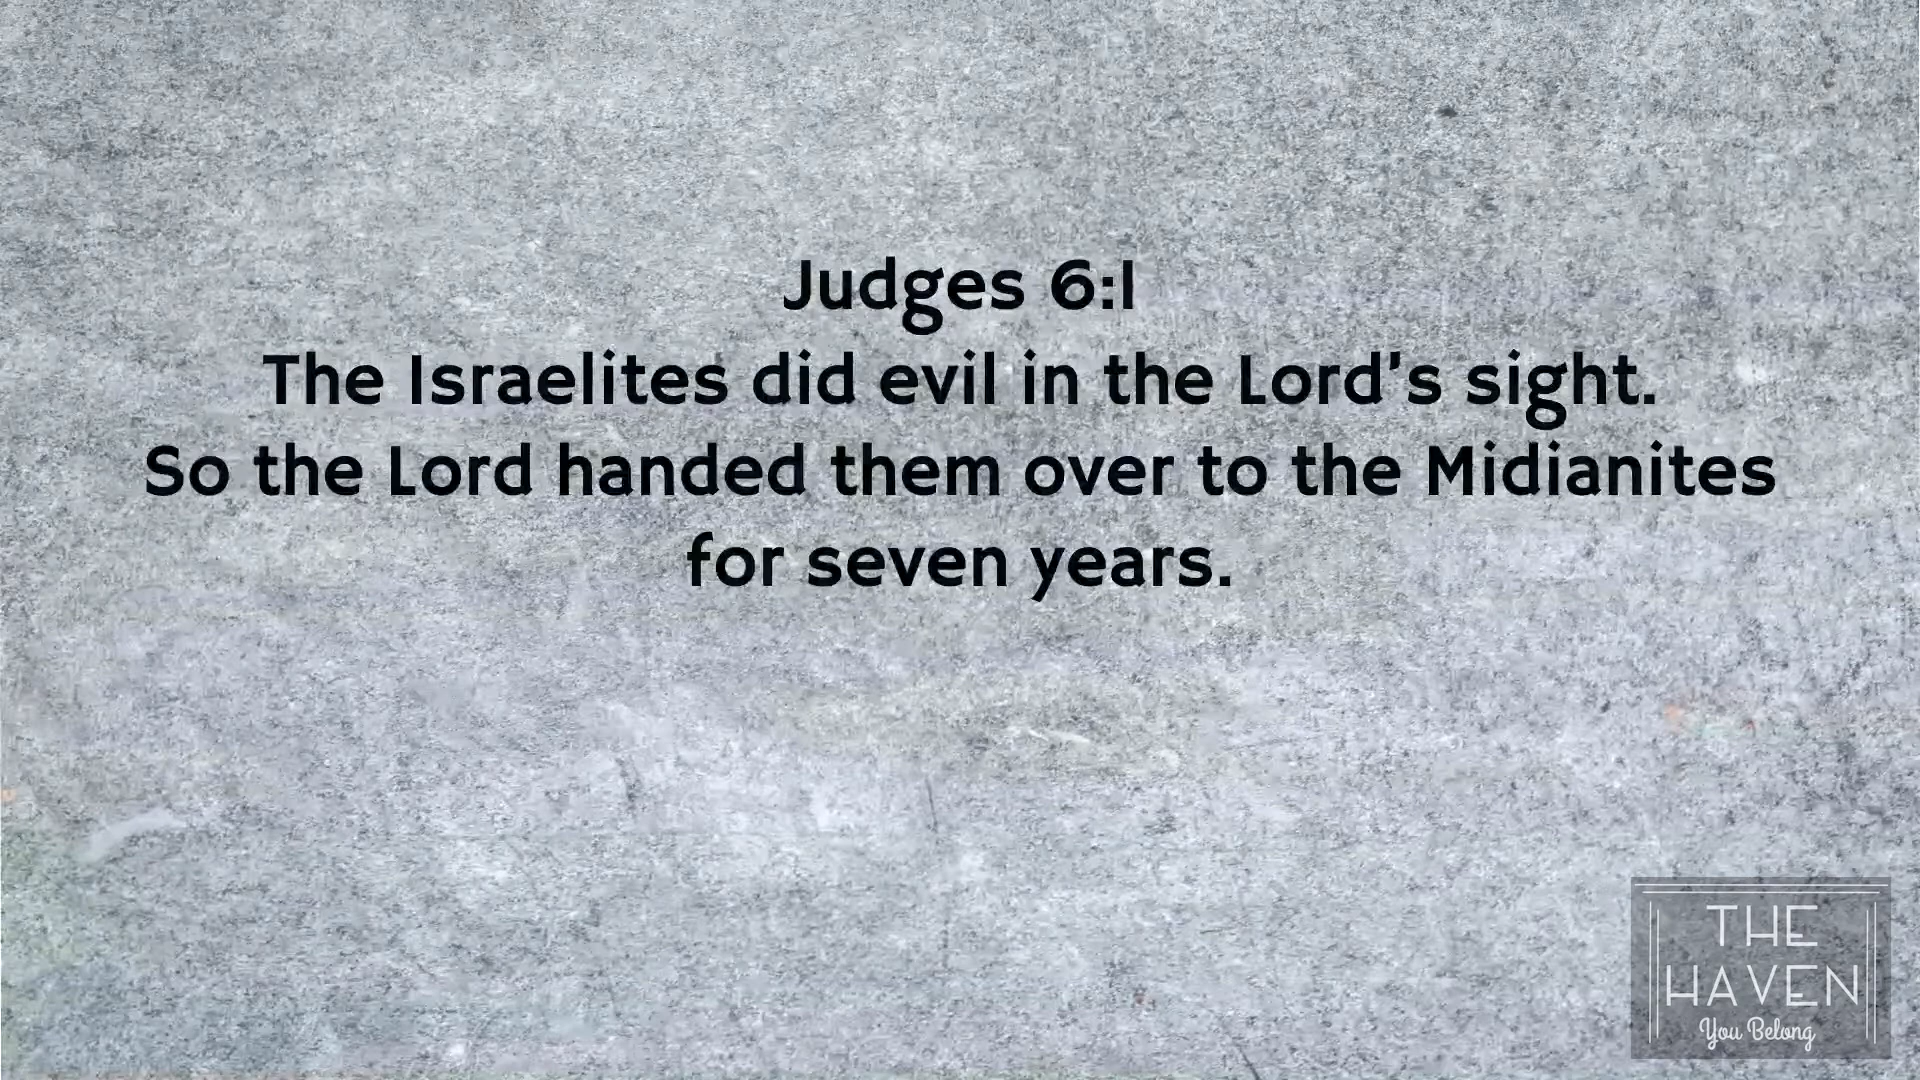 Judges 6:1
The Israelites did evil in the Lord's sight.
So the Lord handed them over to the Midianites
for seven years.
THE
HAVEN
You Belong